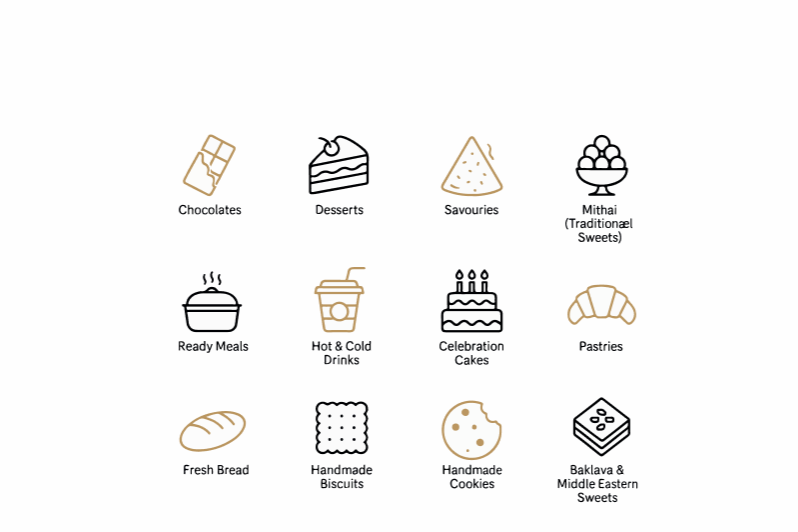 Chocolates
Desserts
Savouries
Mithai
(Traditionæl
Sweets)
Ready Meals
Hot & Cold
Drinks
Celebration
Cakes
Pastries
Fresh Bread
Handmade
Biscuits
Handmade
Cookies
Baklava &
Middle Eastern
Sweets